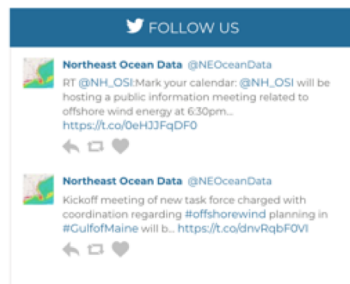 FOLLOW US
Northeast Ocean Data @NEOceanData
RT @NH_OSI:Mark your calendar: @NH_OSI will be
hosting a public information meeting related to
offshore wind energy at 6:30pm...
https://t.co/0eHJJFqDF0
Northeast Ocean Data @NEOceanData
Kickoff meeting of new task force charged with
coordination regarding #offshorewind planning in
#GulfofMaine will b... https://t.co/dnvRqbF0VI